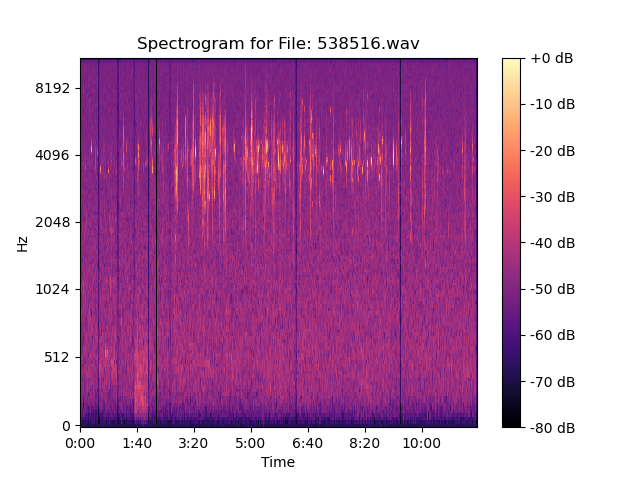 Spectrogram for File: 538516.wav
Hz
8192
4096
2048
1024
512
0
0:00 1:40 3:20 5:00 6:40 8:20 10:00
Time
+0 dB
-10 dB
-20 dB
-30 dB
-40 dB
-50 dB
-60 dB
-70 dB
-80 dB